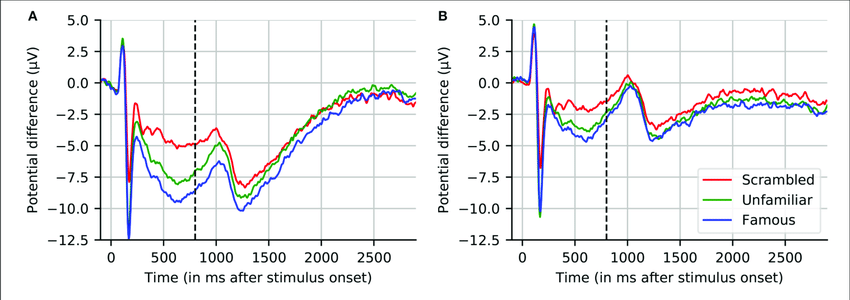 A
B
Potential difference (µV)
5.0
2.5
0.0
−2.5
−5.0
−7.5
−10.0
−12.5
0 500 1000 1500 2000 2500
Time (in ms after stimulus onset)
Potential difference (µV)
5.0
2.5
0.0
−2.5
−5.0
−7.5
−10.0
−12.5
0 500 1000 1500 2000 2500
Time (in ms after stimulus onset)
Scrambled
Unfamiliar
Famous